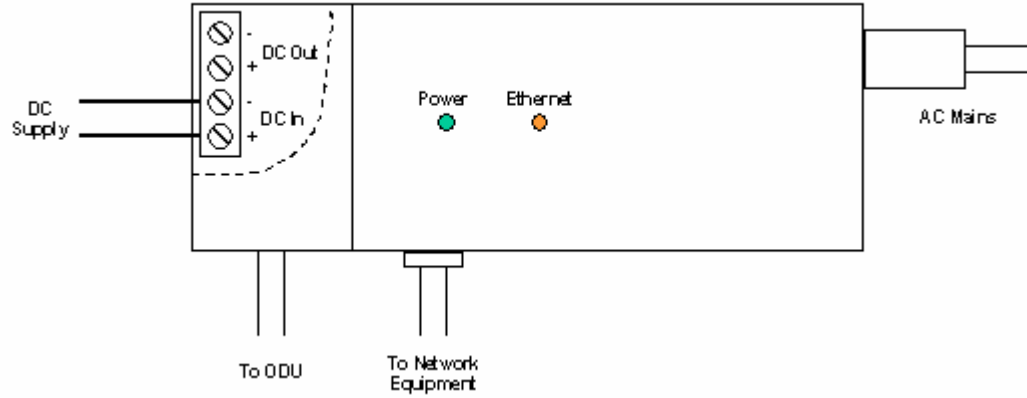 -
DC Out
+
-
DC In
+
DC
Supply
Power
Ethernet
AC Mains
To ODU
To Network
Equipment